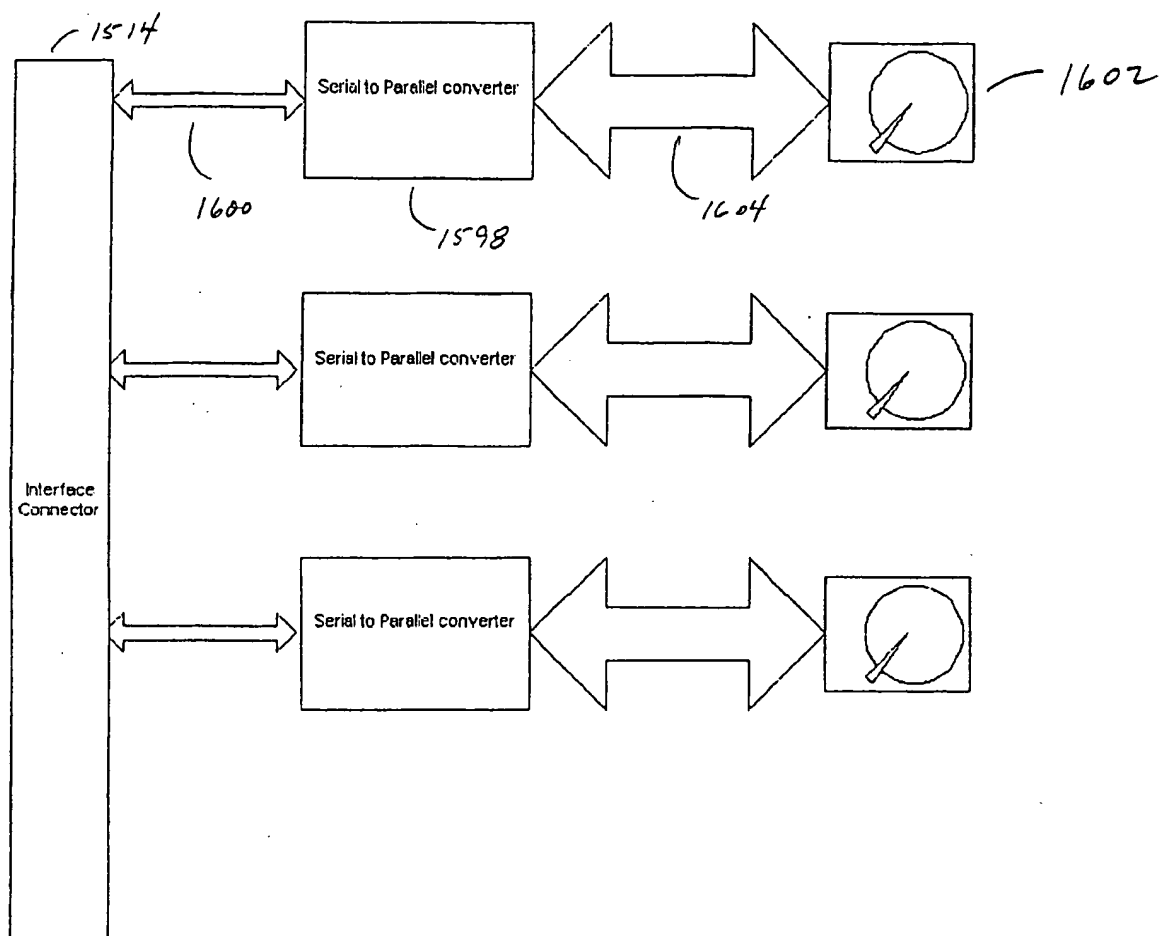 1514
Serial to Parallel converter
1602
1600
1598
1604
Serial to Parallel converter
Interface
Connector
Serial to Parallel converter